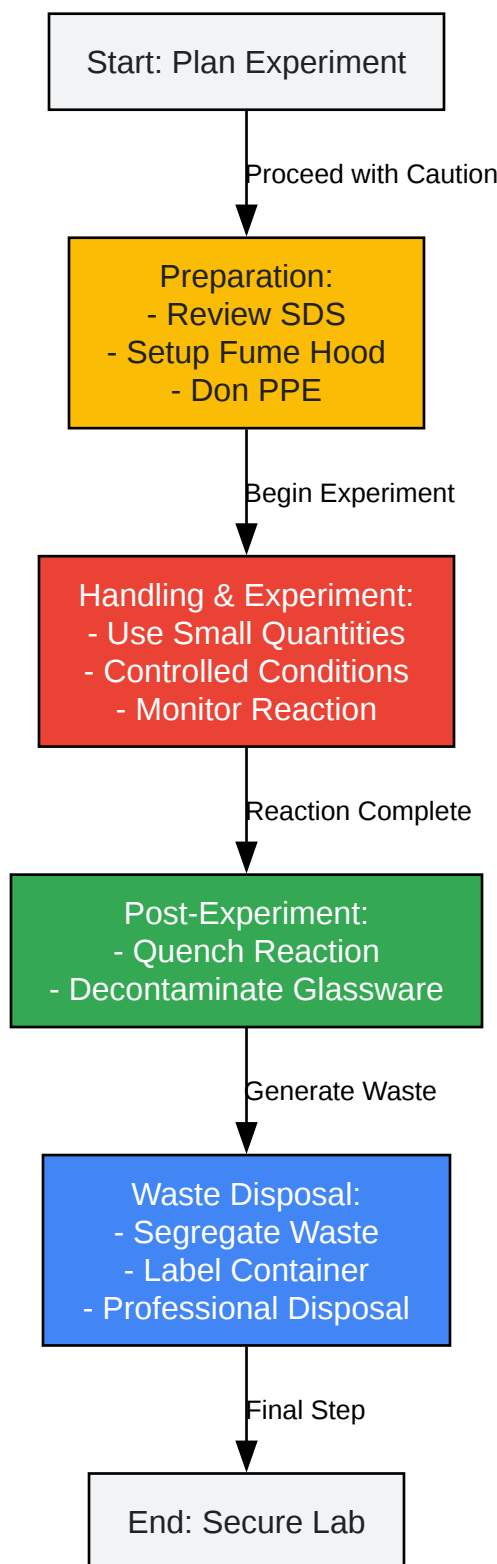 Start: Plan Experiment
Proceed with Caution
Preparation:
- Review SDS
- Setup Fume Hood
- Don PPE
Begin Experiment
Handling & Experiment:
- Use Small Quantities
- Controlled Conditions
- Monitor Reaction
Reaction Complete
Post-Experiment:
- Quench Reaction
- Decontaminate Glassware
Generate Waste
Waste Disposal:
- Segregate Waste
- Label Container
- Professional Disposal
Final Step
End: Secure Lab